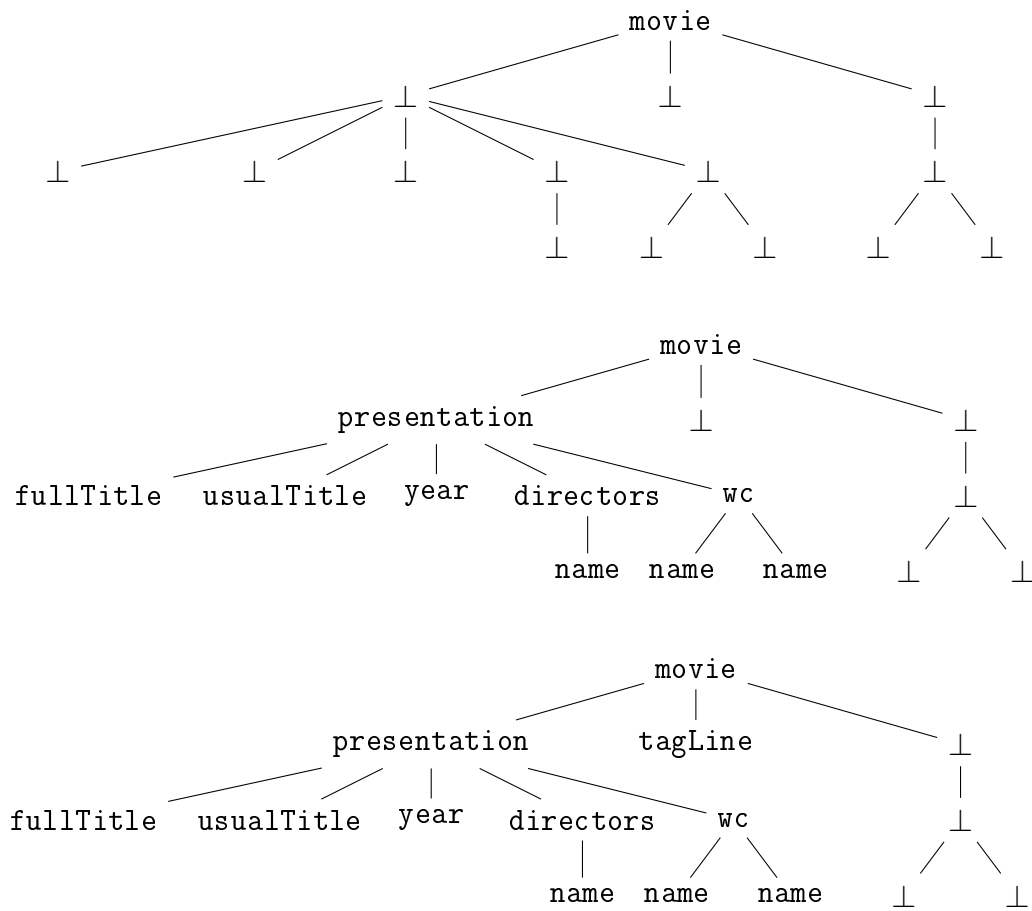 movie
⊥ ⊥ ⊥
⊥ ⊥ ⊥ ⊥ ⊥ ⊥
⊥ ⊥ ⊥ ⊥ ⊥
movie
presentation ⊥ ⊥
fullTitle usualTitle year directors wc ⊥
name name name ⊥ ⊥
movie
presentation tagLine ⊥
fullTitle usualTitle year directors wc ⊥
name name name ⊥ ⊥